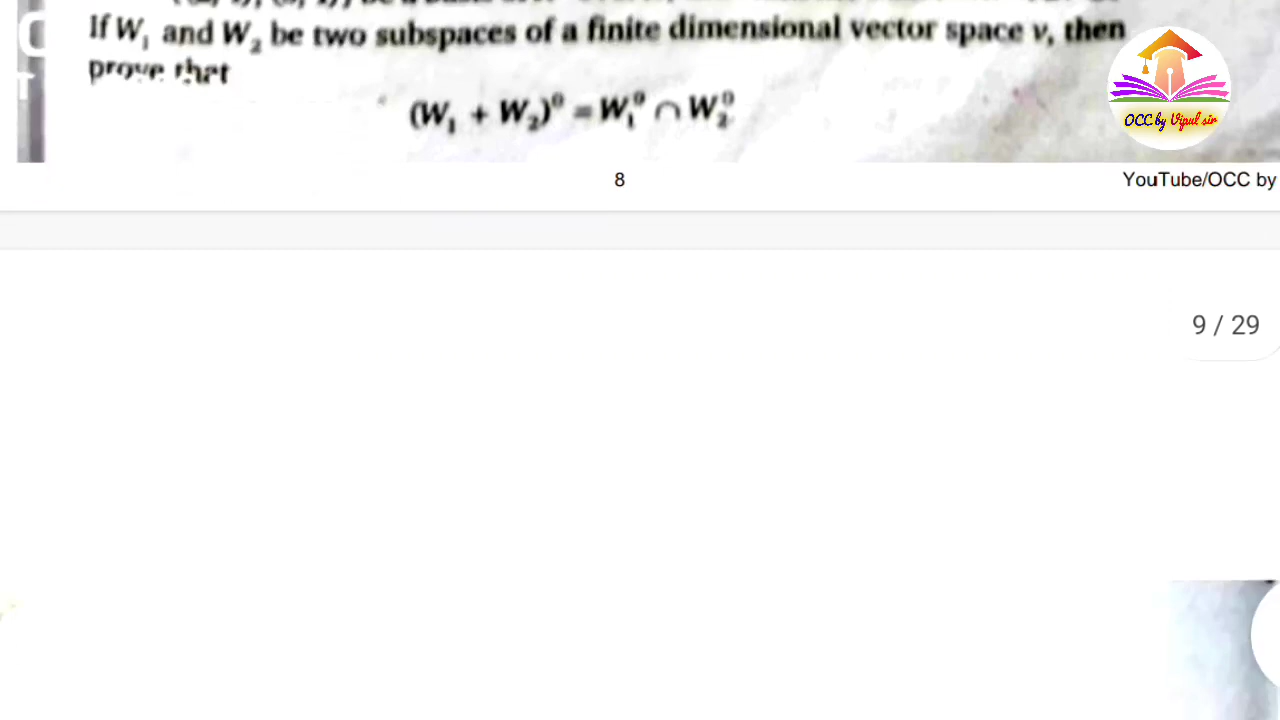 If W₁ and W₂ be two subspaces of a finite dimensional vector space v, then
prove that
(W₁ + W₂)⁰ = W₁⁰ ∩ W₂⁰
OCC by Vipul sir
8
YouTube/OCC by
9 / 29